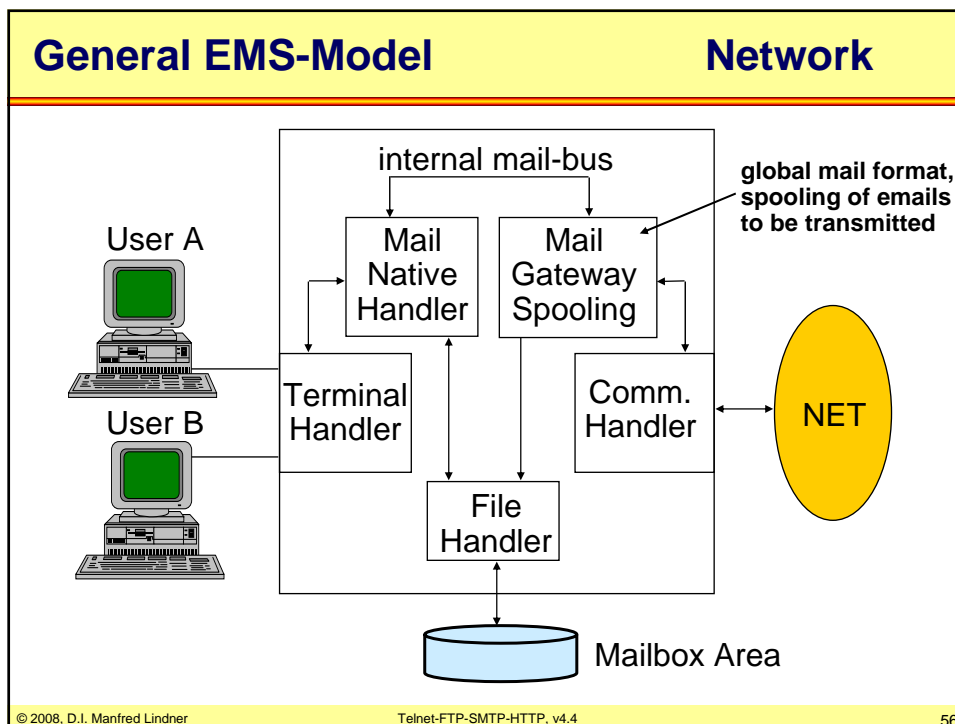 General EMS-Model Network
internal mail-bus
global mail format,
spooling of emails
to be transmitted
User A
Mail
Native
Handler
Mail
Gateway
Spooling
Terminal
Handler
Comm.
Handler
NET
User B
File
Handler
Mailbox Area
© 2008, D.I. Manfred Lindner
Telnet-FTP-SMTP-HTTP, v4.4
56